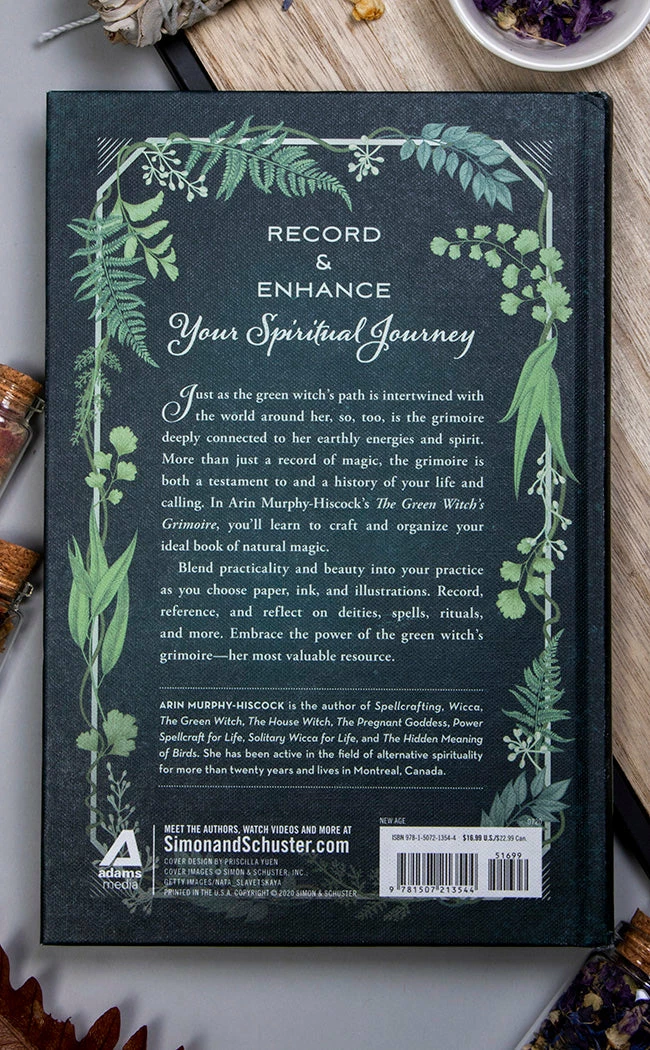 RECORD
&
ENHANCE
Your Spiritual Journey
Just as the green witch's path is intertwined with
the world around her, so, too, is the grimoire
deeply connected to her earthly energies and spirit.
More than just a record of magic, the grimoire is
both a testament to and a history of your life and
calling. In Arin Murphy-Hiscock's The Green Witch's
Grimoire, you'll learn to craft and organize your
ideal book of natural magic.
Blend practicality and beauty into your practice
as you choose paper, ink, and illustrations. Record,
reference, and reflect on deities, spells, rituals,
and more. Embrace the power of the green witch's
grimoire—her most valuable resource.
ARIN MURPHY-HISCOCK is the author of Spellcrafting, Wicca,
The Green Witch, The House Witch, The Pregnant Goddess, Power
Spellcraft for Life, Solitary Wicca for Life, and The Hidden Meaning
of Birds. She has been active in the field of alternative spirituality
for more than twenty years and lives in Montreal, Canada.
adams
media
MEET THE AUTHORS, WATCH VIDEOS AND MORE AT
SimonandSchuster.com
COVER DESIGN BY PRISCILLA YUEN
COVER IMAGES © SIMON & SCHUSTER, INC.;
GETTY IMAGES/NATA_SLAVETSKAYA
PRINTED IN THE U.S.A. COPYRIGHT © 2020 SIMON & SCHUSTER
NEW AGE
ISBN 978-1-5072-1354-4 • $16.99 U.S./$22.99 Can.
51699
9 781507 213544